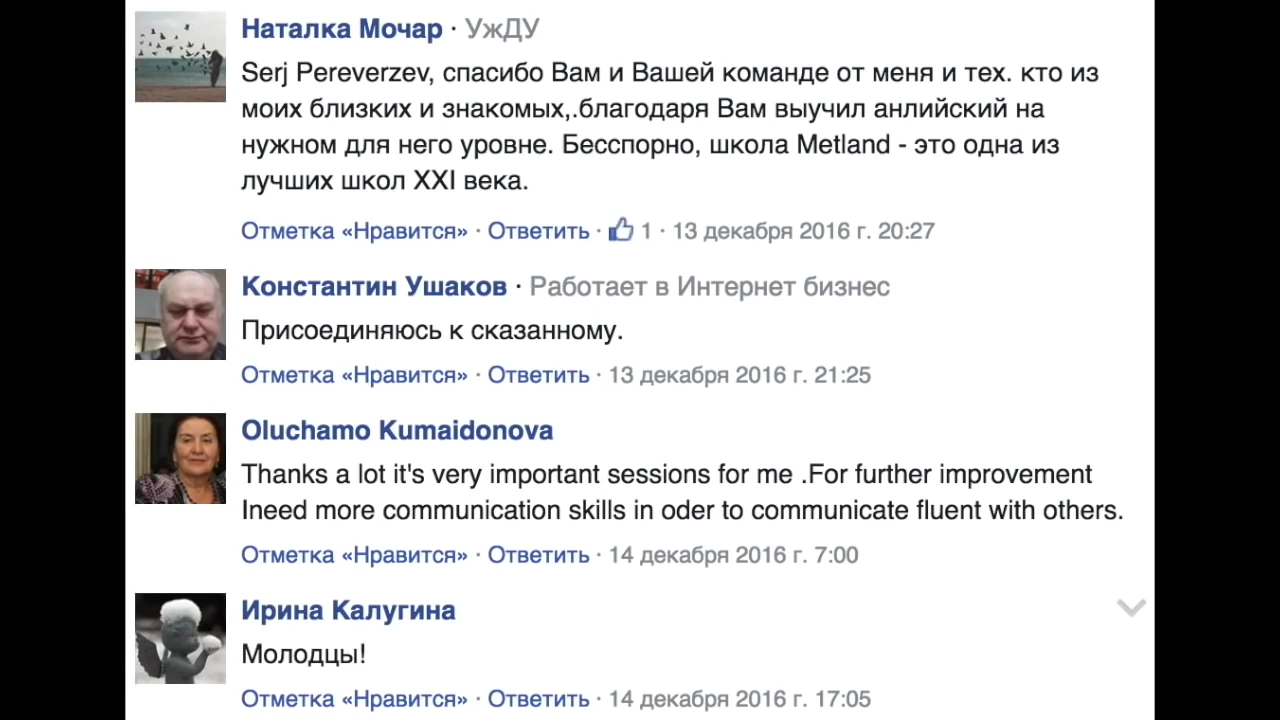 Наталка Мочар · УжДУ
Serj Pereverzev, спасибо Вам и Вашей команде от меня и тех. кто из
моих близких и знакомых,.благодаря Вам выучил анлийский на
нужном для него уровне. Бесспорно, школа Metland - это одна из
лучших школ XXI века.
Отметка «Нравится» · Ответить · 1 · 13 декабря 2016 г. 20:27
Константин Ушаков · Работает в Интернет бизнес
Присоединяюсь к сказанному.
Отметка «Нравится» · Ответить · 13 декабря 2016 г. 21:25
Oluchamo Kumaidonova
Thanks a lot it's very important sessions for me .For further improvement
Ineed more communication skills in oder to communicate fluent with others.
Отметка «Нравится» · Ответить · 14 декабря 2016 г. 7:00
Ирина Калугина
Молодцы!
Отметка «Нравится» · Ответить · 14 декабря 2016 г. 17:05